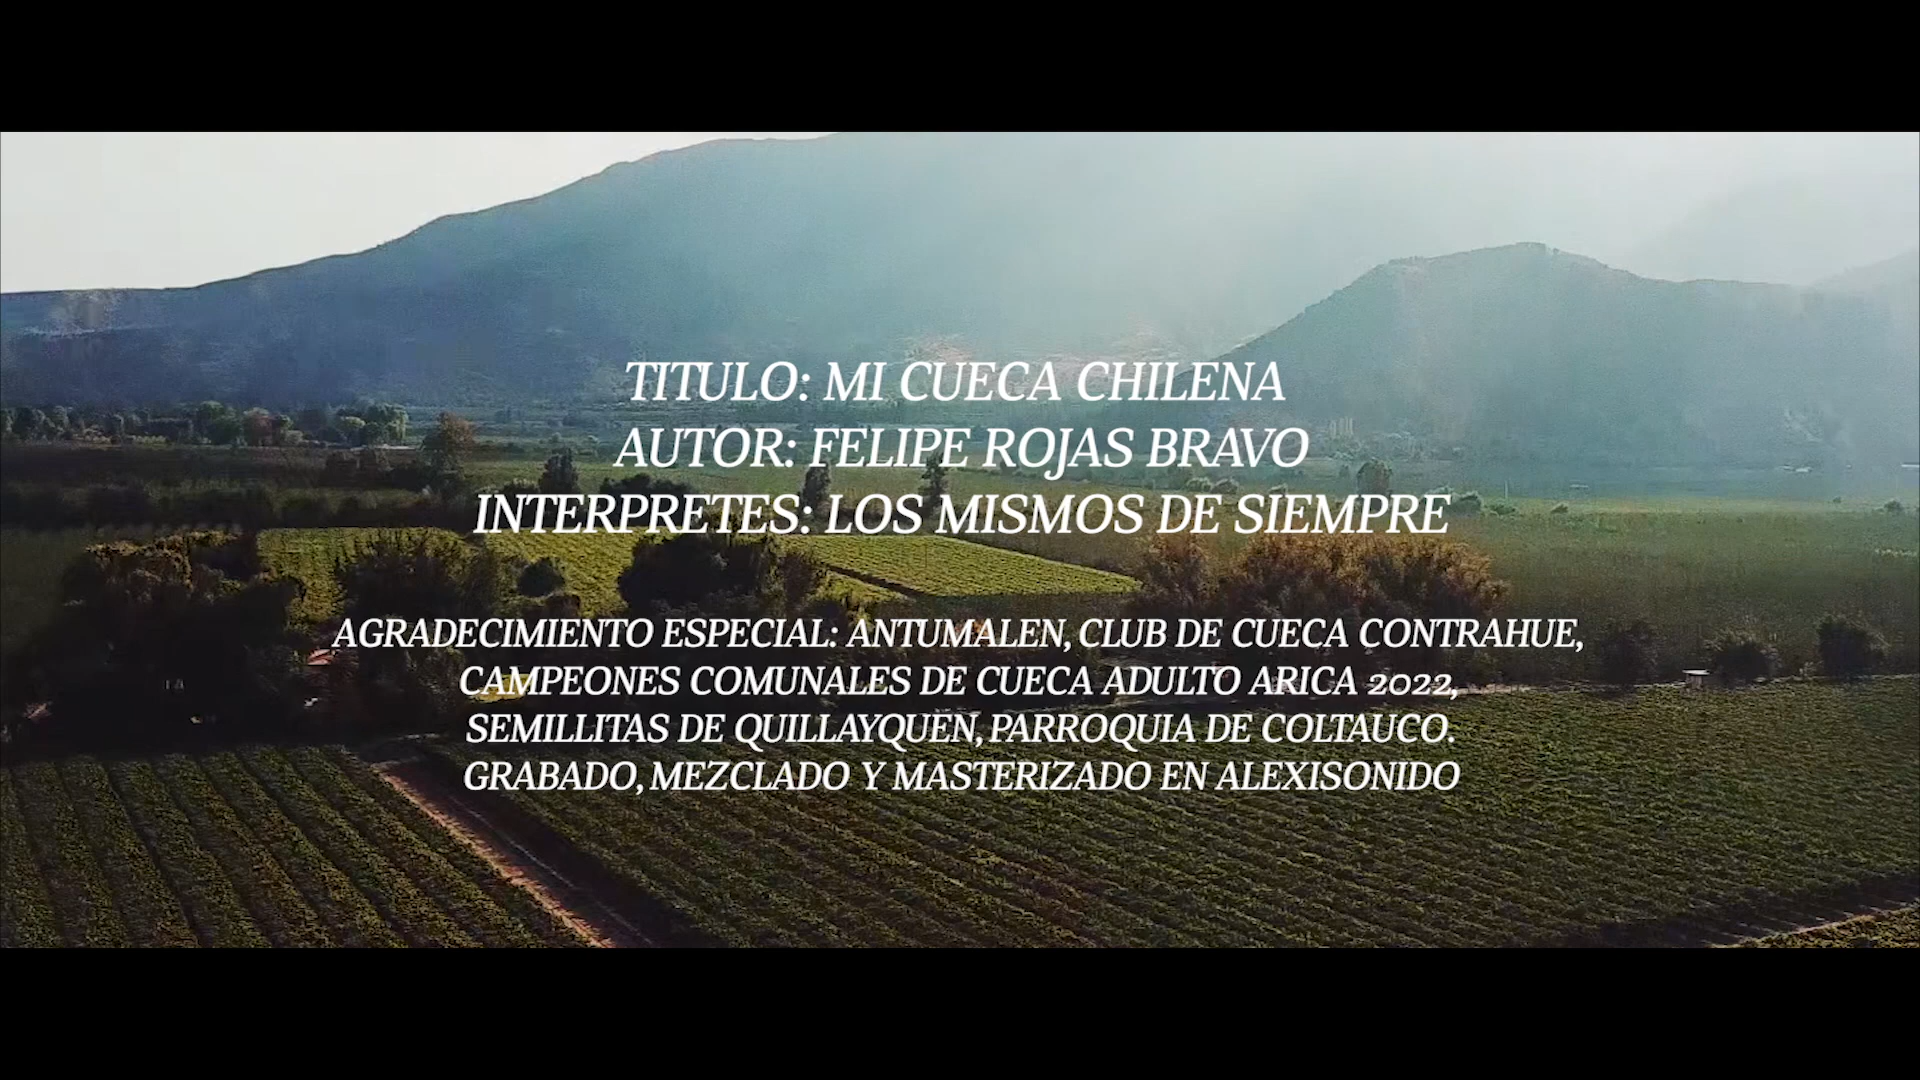 TITULO: MI CUECA CHILENA
AUTOR: FELIPE ROJAS BRAVO
INTERPRETES: LOS MISMOS DE SIEMPRE
AGRADECIMIENTO ESPECIAL: ANTUMALEN, CLUB DE CUECA CONTRAHUE,
CAMPEONES COMUNALES DE CUECA ADULTO ARICA 2022,
SEMILLITAS DE QUILLAYQUEN, PARROQUIA DE COLTAUCO.
GRABADO, MEZCLADO Y MASTERIZADO EN ALEXISONIDO